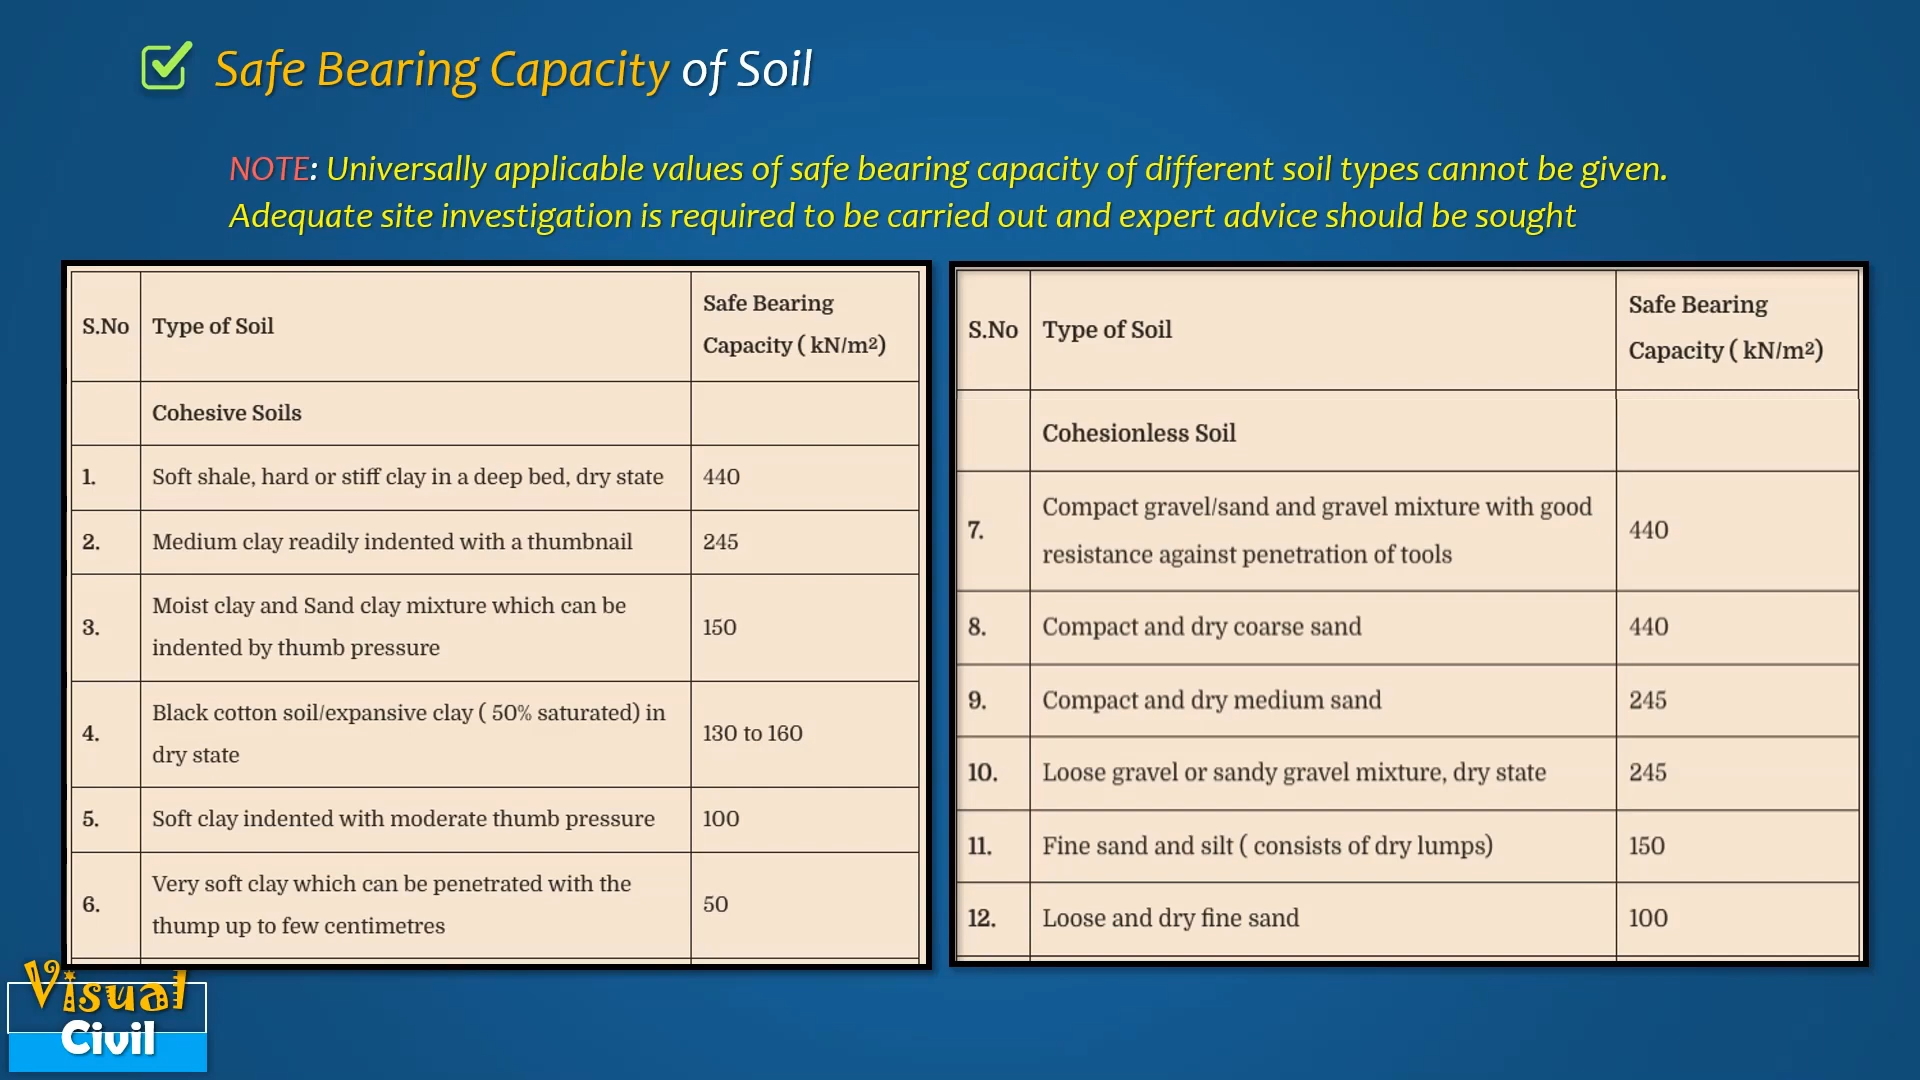 Safe Bearing Capacity of Soil
NOTE: Universally applicable values of safe bearing capacity of different soil types cannot be given.
Adequate site investigation is required to be carried out and expert advice should be sought
S.No Type of Soil Safe Bearing
Capacity ( kN/m²)
Cohesive Soils
1. Soft shale, hard or stiff clay in a deep bed, dry state 440
2. Medium clay readily indented with a thumbnail 245
3. Moist clay and Sand clay mixture which can be
indented by thumb pressure 150
4. Black cotton soil/expansive clay ( 50% saturated) in
dry state 130 to 160
5. Soft clay indented with moderate thumb pressure 100
6. Very soft clay which can be penetrated with the
thump up to few centimetres 50
S.No Type of Soil Safe Bearing
Capacity ( kN/m²)
Cohesionless Soil
7. Compact gravel/sand and gravel mixture with good
resistance against penetration of tools 440
8. Compact and dry coarse sand 440
9. Compact and dry medium sand 245
10. Loose gravel or sandy gravel mixture, dry state 245
11. Fine sand and silt ( consists of dry lumps) 150
12. Loose and dry fine sand 100
Visual
Civil